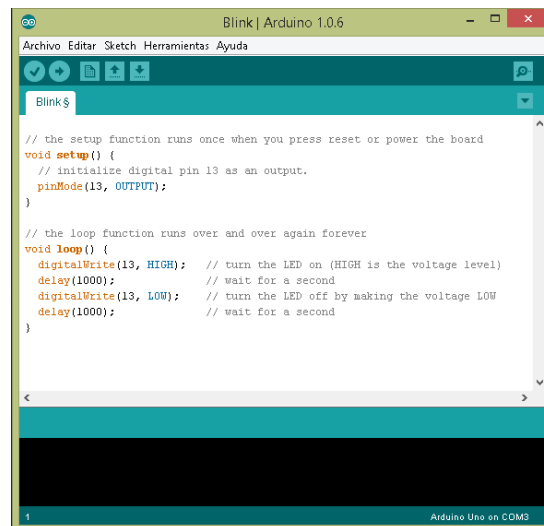 Blink | Arduino 1.0.6
Archivo Editar Sketch Herramientas Ayuda
Blink §
// the setup function runs once when you press reset or power the board
void setup() {
  // initialize digital pin 13 as an output.
  pinMode(13, OUTPUT);
}
// the loop function runs over and over again forever
void loop() {
  digitalWrite(13, HIGH);   // turn the LED on (HIGH is the voltage level)
  delay(1000);              // wait for a second
  digitalWrite(13, LOW);    // turn the LED off by making the voltage LOW
  delay(1000);              // wait for a second
}
1 Arduino Uno on COM3